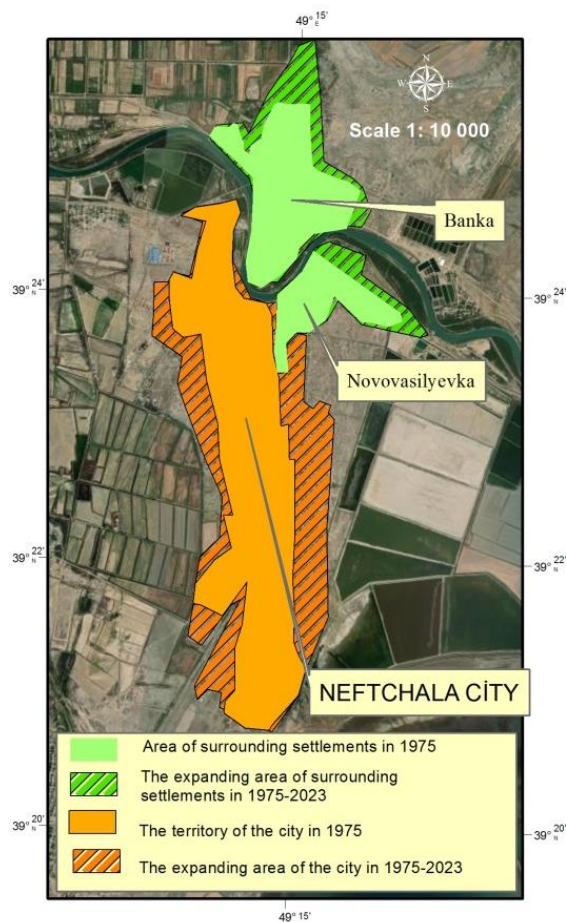 49° 15'
E
N
W E
S
Scale 1: 10 000
Banka
39° 24'
N
39° 24'
N
Novovasilyevka
39° 22'
N
39° 22'
N
NEFTCHALA CİTY
Area of surrounding settlements in 1975
The expanding area of surrounding
settlements in 1975-2023
The territory of the city in 1975
The expanding area of the city in 1975-2023
39° 20'
N
39° 20'
N
49° 15'
E